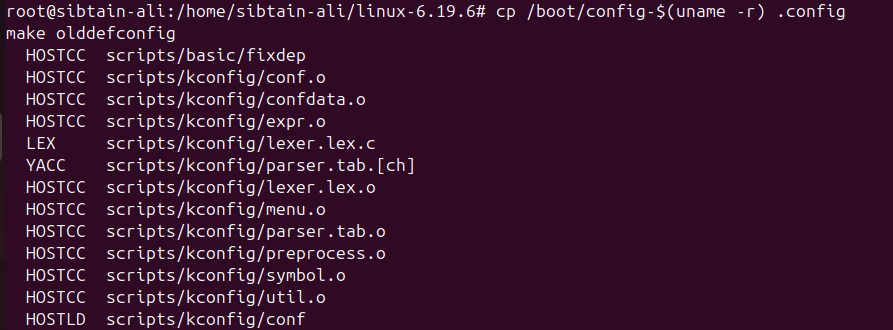 root@sibtain-ali:/home/sibtain-ali/linux-6.19.6# cp /boot/config-$(uname -r) .config
make olddefconfig
  HOSTCC  scripts/basic/fixdep
  HOSTCC  scripts/kconfig/conf.o
  HOSTCC  scripts/kconfig/confdata.o
  HOSTCC  scripts/kconfig/expr.o
  LEX     scripts/kconfig/lexer.lex.c
  YACC    scripts/kconfig/parser.tab.[ch]
  HOSTCC  scripts/kconfig/lexer.lex.o
  HOSTCC  scripts/kconfig/menu.o
  HOSTCC  scripts/kconfig/parser.tab.o
  HOSTCC  scripts/kconfig/preprocess.o
  HOSTCC  scripts/kconfig/symbol.o
  HOSTCC  scripts/kconfig/util.o
  HOSTLD  scripts/kconfig/conf